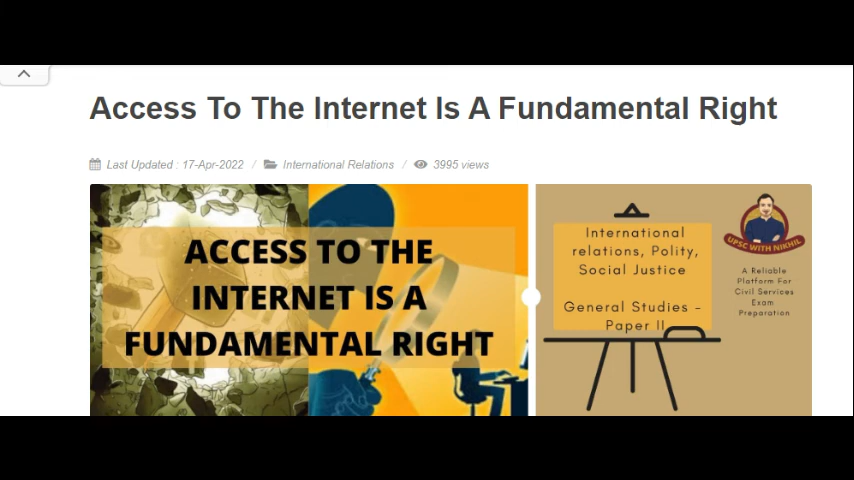 Access To The Internet Is A Fundamental Right
Last Updated : 17-Apr-2022 / International Relations / 3995 views
ACCESS TO THE
INTERNET IS A
FUNDAMENTAL RIGHT
International
relations, Polity,
Social Justice
General Studies -
Paper II
UPSC WITH NIKHIL
A Reliable
Platform For
Civil Services
Exam
Preparation